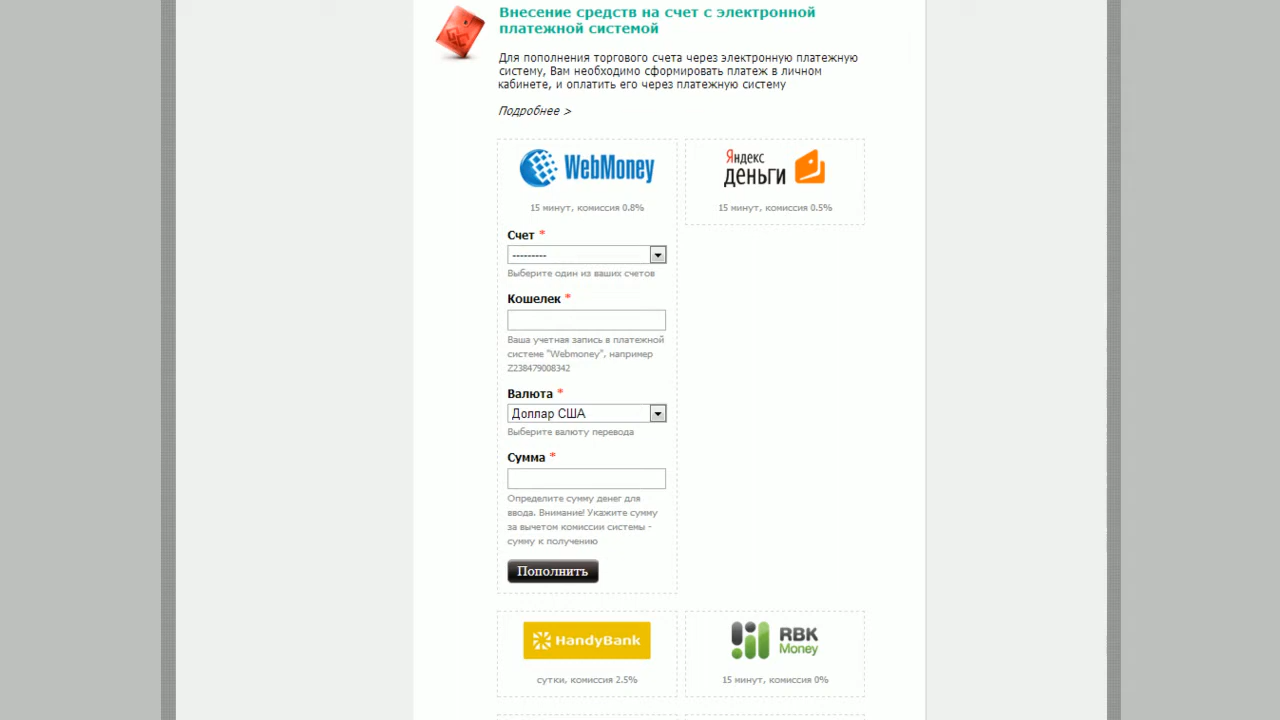 Внесение средств на счет с электронной
платежной системой
Для пополнения торгового счета через электронную платежную
систему, Вам необходимо сформировать платеж в личном
кабинете, и оплатить его через платежную систему
Подробнее >
WebMoney
15 минут, комиссия 0.8%
Яндекс
деньги
15 минут, комиссия 0.5%
Счет *
---------
Выберите один из ваших счетов
Кошелек *
Ваша учетная запись в платежной
системе "Webmoney", например
Z238479008342
Валюта *
Доллар США
Выберите валюту перевода
Сумма *
Определите сумму денег для
ввода. Внимание! Укажите сумму
за вычетом комиссии системы -
сумму к получению
Пополнить
HandyBank
сутки, комиссия 2.5%
RBK
Money
15 минут, комиссия 0%